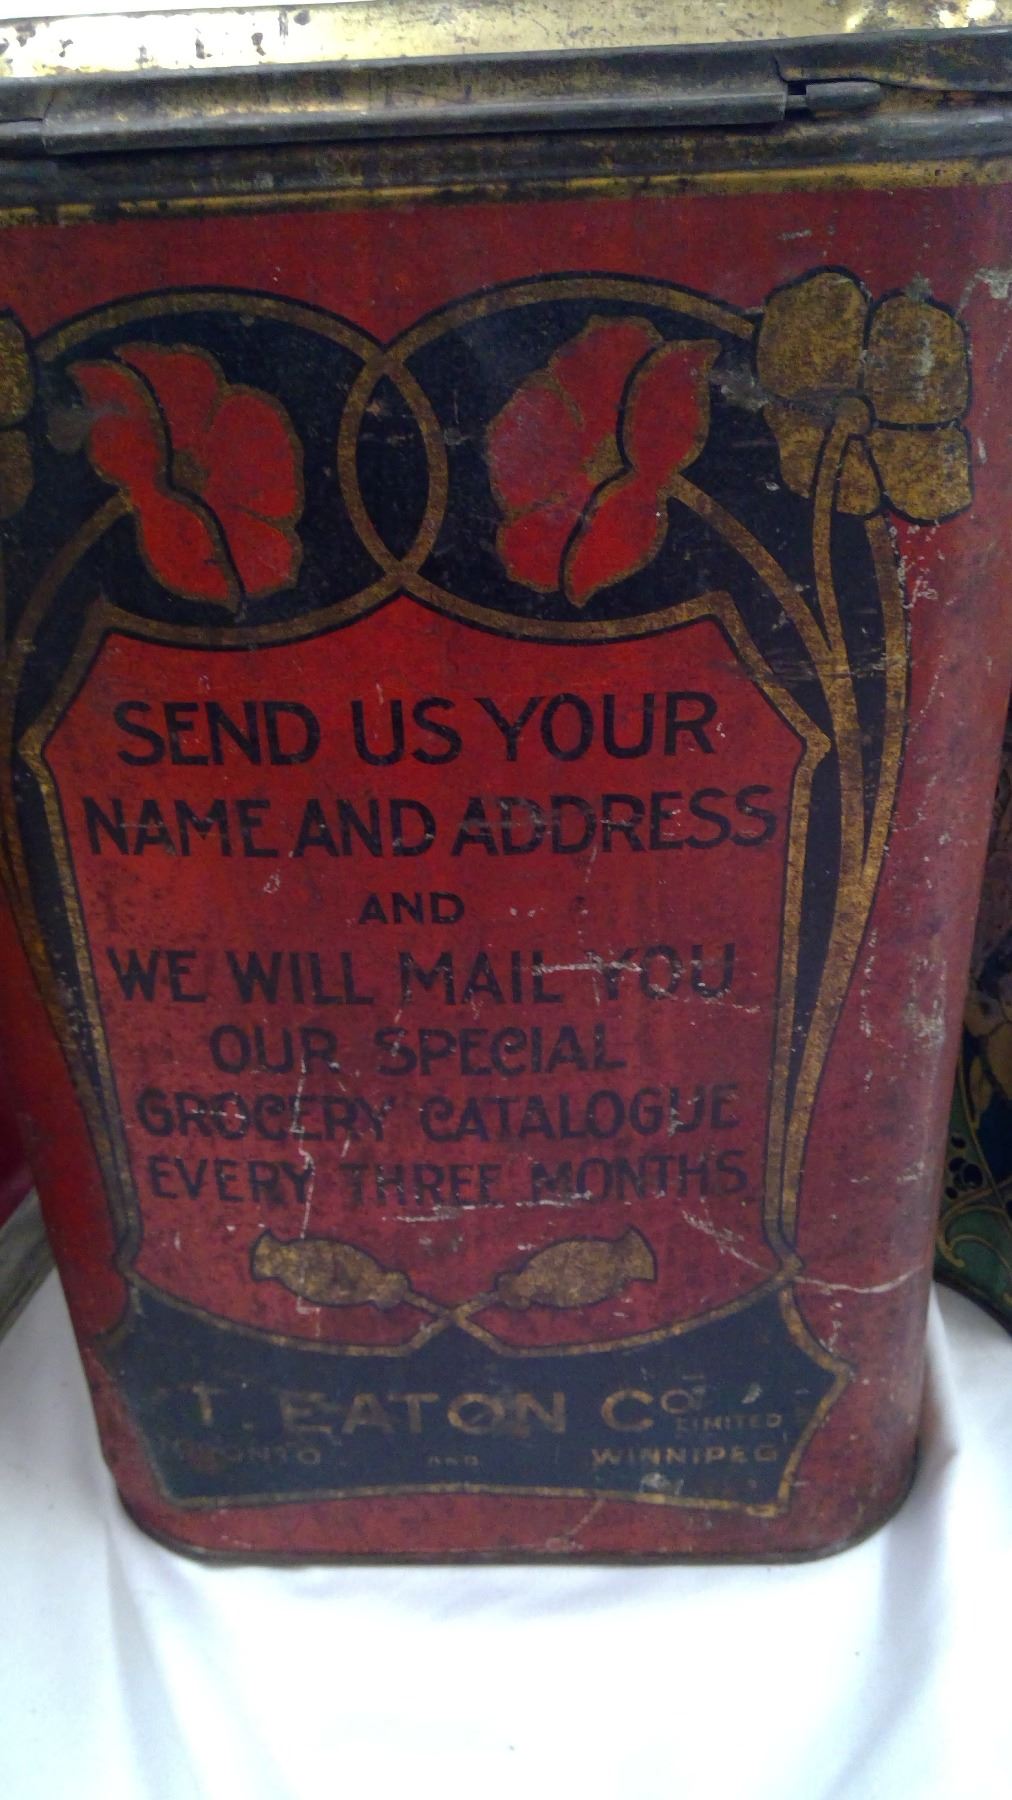 SEND US YOUR
NAME AND ADDRESS
AND
WE WILL MAIL YOU
OUR SPECIAL
GROCERY CATALOGUE
EVERY THREE MONTHS
T. EATON Co LIMITED
TORONTO AND WINNIPEG